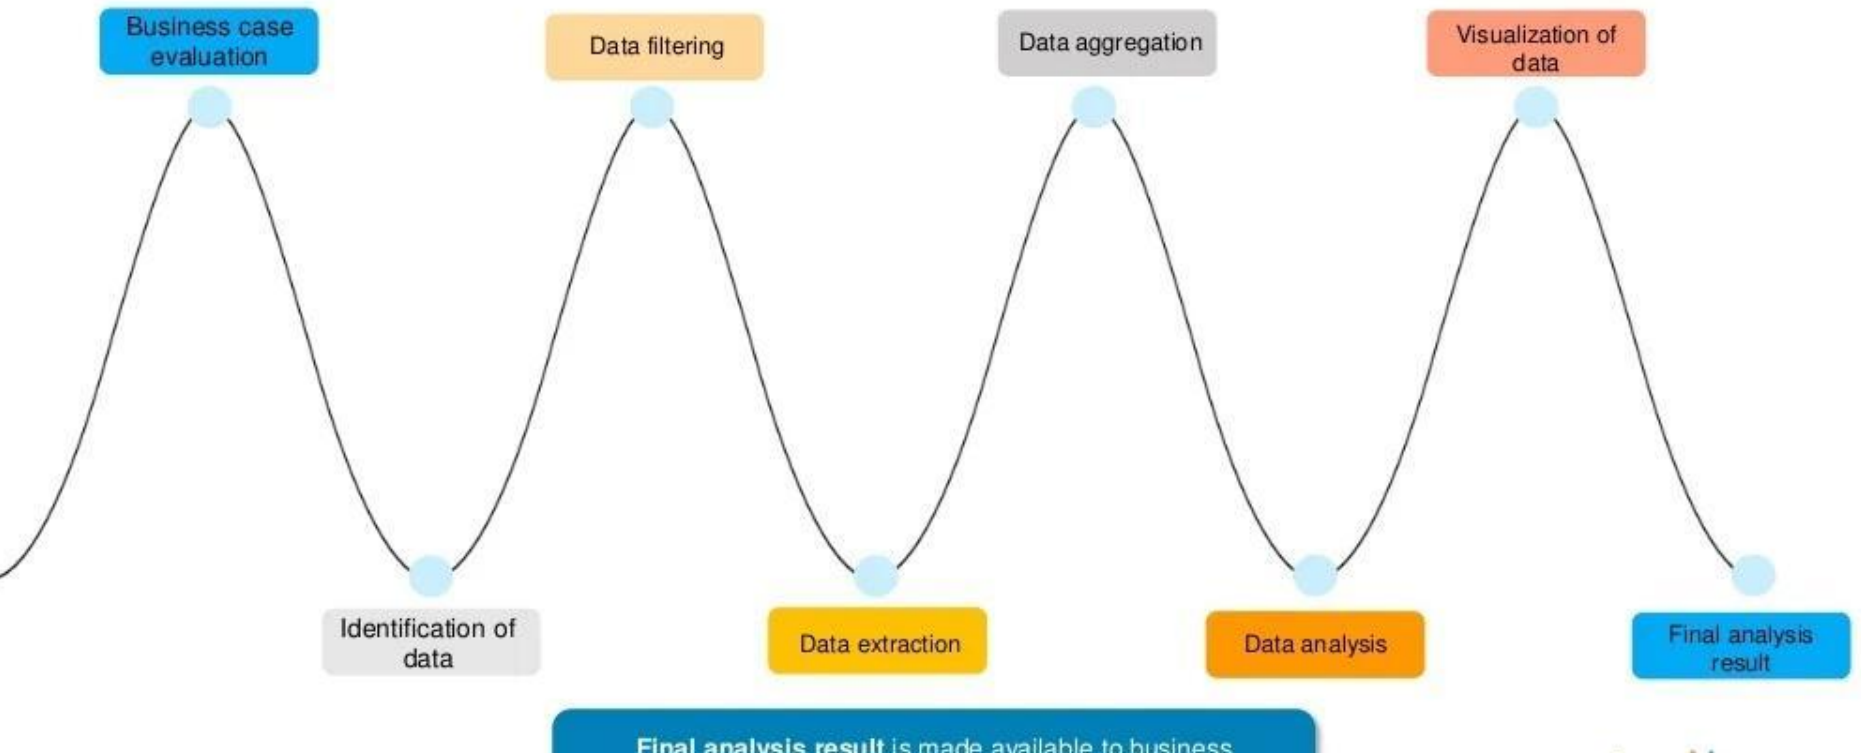 Business case
evaluation
Data filtering
Data aggregation
Visualization of
data
Identification of
data
Data extraction
Data analysis
Final analysis
result
Final analysis result is made available to business